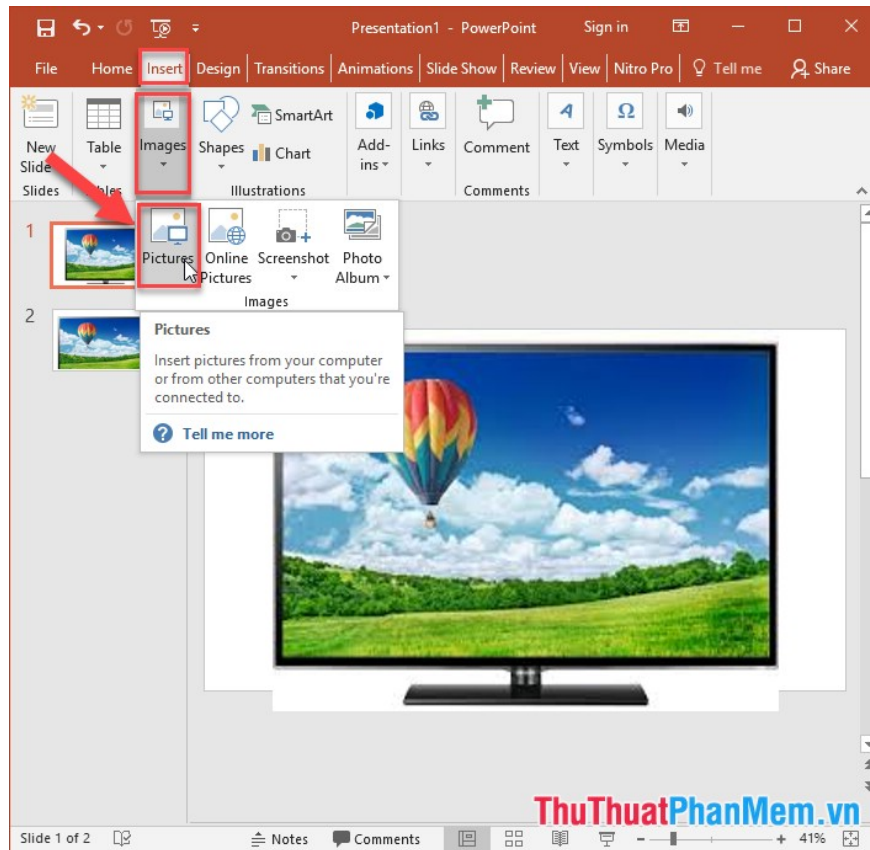 Presentation1 - PowerPoint
Sign in
File Home Insert Design Transitions Animations Slide Show Review View Nitro Pro Tell me Share
New Slide
Table
Images
Shapes
SmartArt
Chart
Add-ins
Links
Comment
Text
Symbols
Media
Slides
Illustrations
Comments
1
Pictures
Online Pictures
Screenshot
Photo Album
Images
2
Pictures
Insert pictures from your computer
or from other computers that you're
connected to.
Tell me more
ThuThuatPhanMem.vn
Slide 1 of 2
Notes
Comments
41%